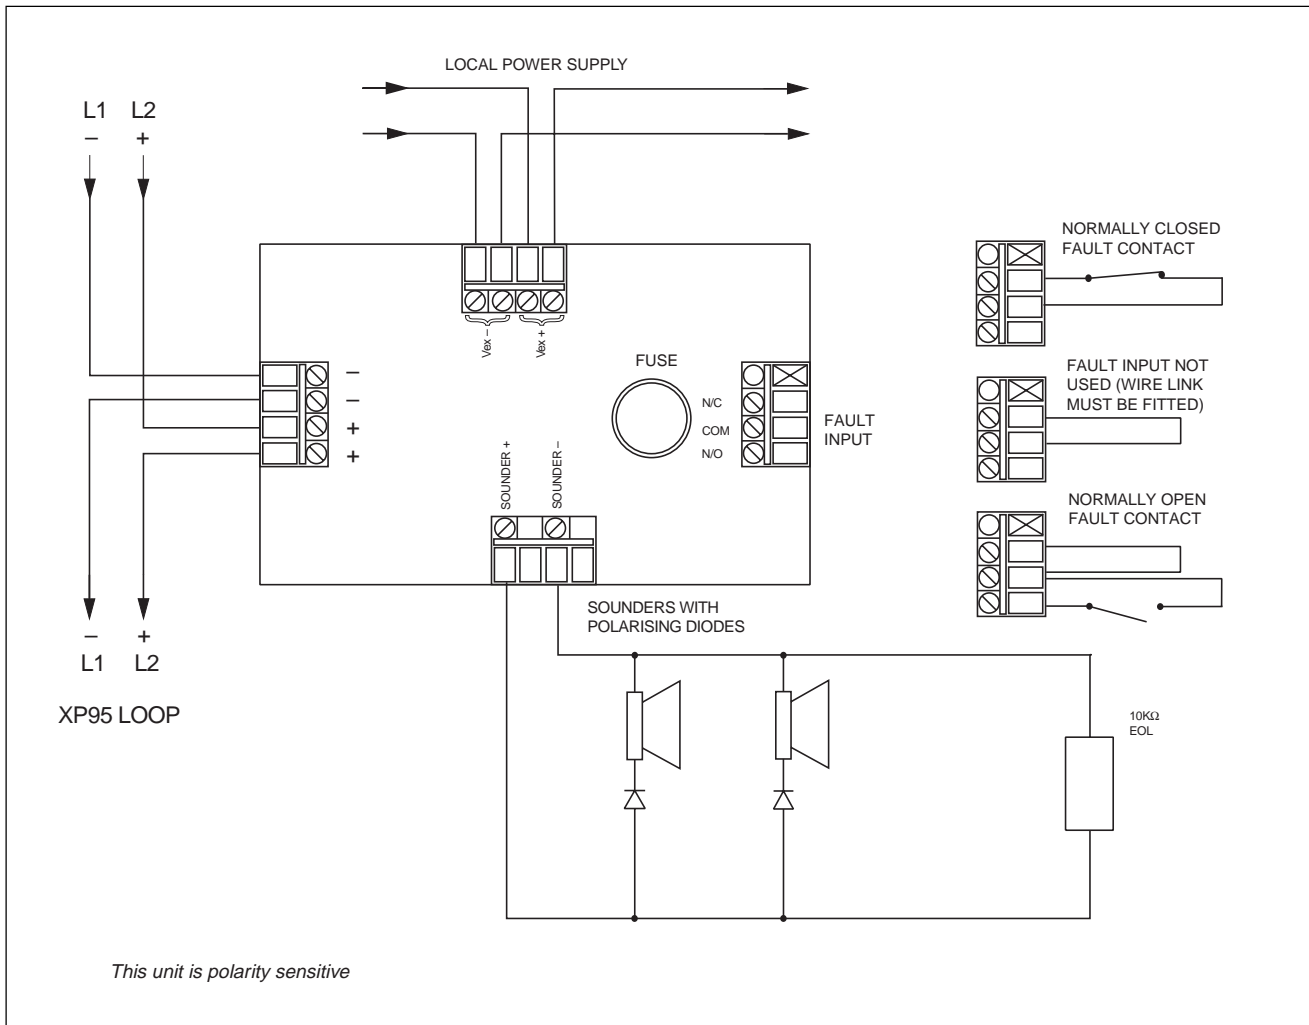 LOCAL POWER SUPPLY
L1 L2
– +
NORMALLY CLOSED
FAULT CONTACT
Vex –
Vex +
FUSE
–
–
+
+
N/C
COM
N/O
FAULT
INPUT
FAULT INPUT NOT
USED (WIRE LINK
MUST BE FITTED)
SOUNDER +
SOUNDER –
NORMALLY OPEN
FAULT CONTACT
SOUNDERS WITH
POLARISING DIODES
– +
L1 L2
XP95 LOOP
10KΩ
EOL
This unit is polarity sensitive